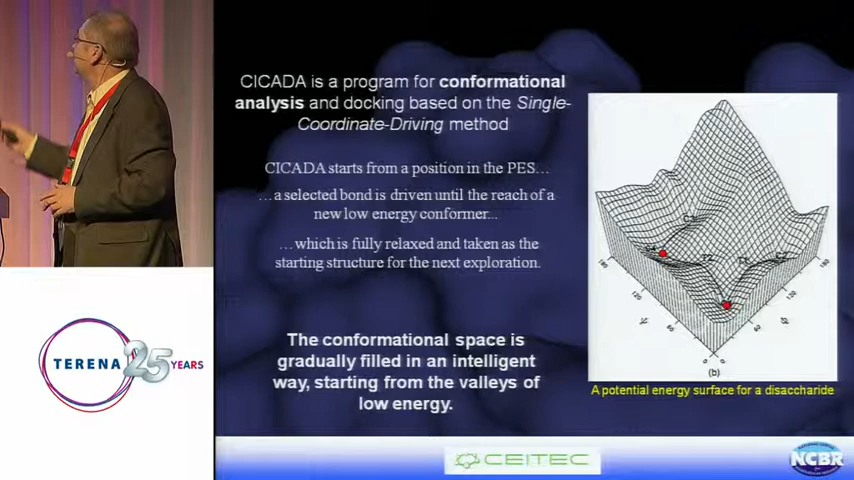 CICADA is a program for conformational
analysis and docking based on the Single-
Coordinate-Driving method
CICADA starts from a position in the PES…
…a selected bond is driven until the reach of a
new low energy conformer...
…which is fully relaxed and taken as the
starting structure for the next exploration.
The conformational space is
gradually filled in an intelligent
way, starting from the valleys of
low energy.
(b)
A potential energy surface for a disaccharide
TERENA 25 YEARS
CEITEC
NCBR